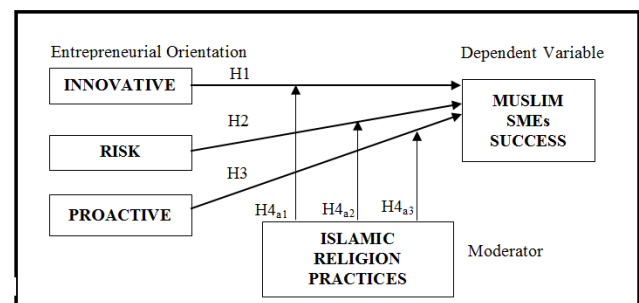 Entrepreneurial Orientation
Dependent Variable
INNOVATIVE
H1
MUSLIM
SMEs
SUCCESS
H2
RISK
H3
PROACTIVE
H4a1
H4a2
H4a3
ISLAMIC
RELIGION
PRACTICES
Moderator